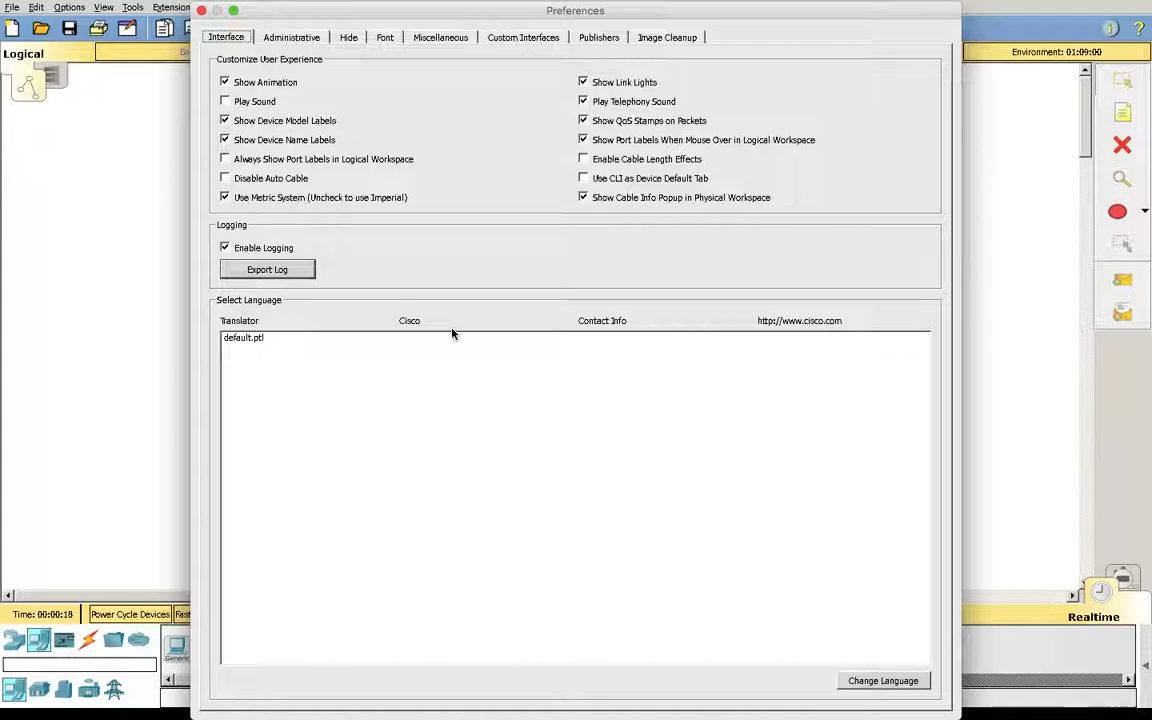 File Edit Options View Tools Extension
Preferences
Logical
Environment: 01:09:00
Interface Administrative Hide Font Miscellaneous Custom Interfaces Publishers Image Cleanup
Customize User Experience
Show Animation
Show Link Lights
Play Sound
Play Telephony Sound
Show Device Model Labels
Show QoS Stamps on Packets
Show Device Name Labels
Show Port Labels When Mouse Over in Logical Workspace
Always Show Port Labels in Logical Workspace
Enable Cable Length Effects
Disable Auto Cable
Use CLI as Device Default Tab
Use Metric System (Uncheck to use Imperial)
Show Cable Info Popup in Physical Workspace
Logging
Enable Logging
Export Log
Select Language
Translator Cisco Contact Info http://www.cisco.com
default.ptl
Time: 00:00:18 Power Cycle Devices Fast
Realtime
Generic
Change Language